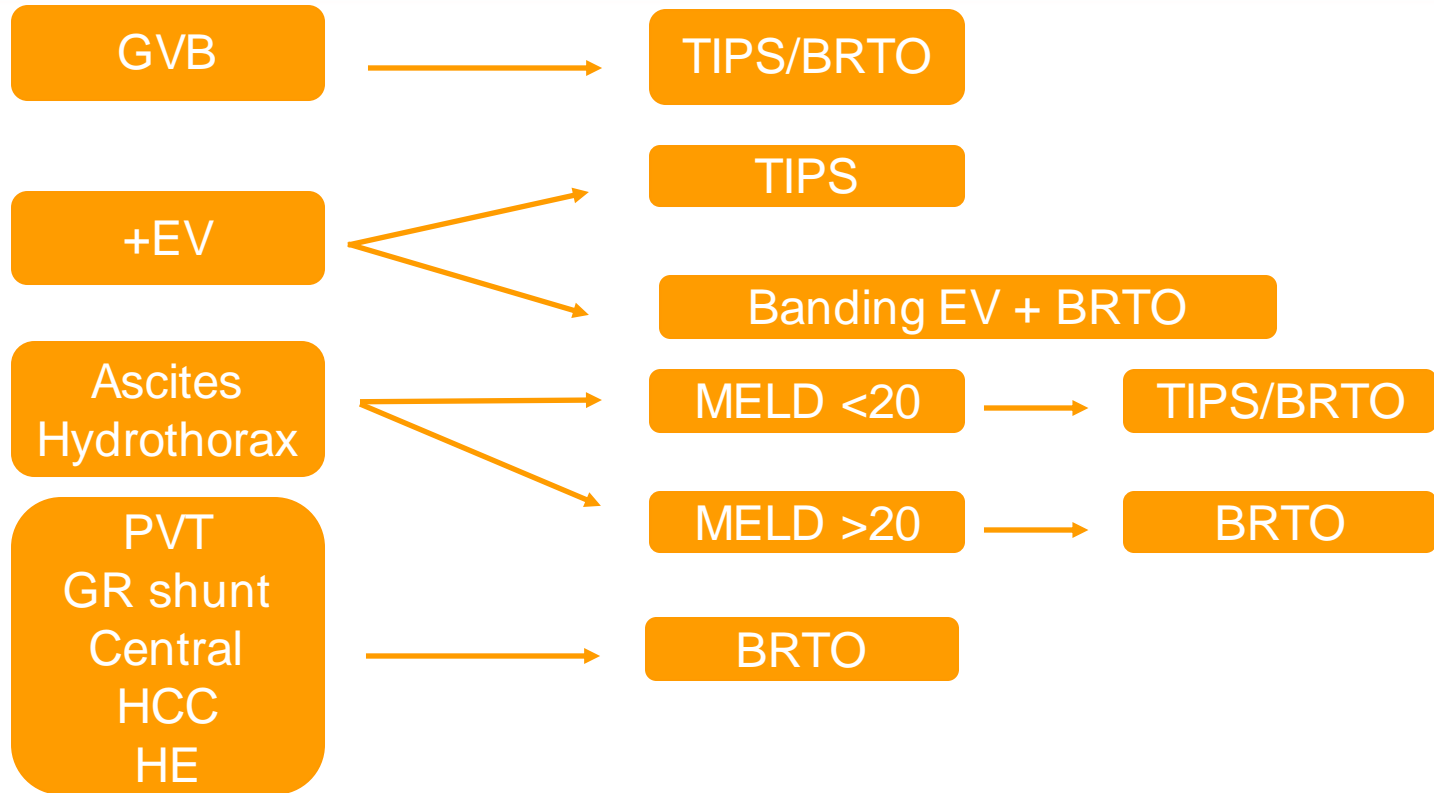 GVB
TIPS/BRTO
TIPS
+EV
Banding EV + BRTO
Ascites
Hydrothorax
MELD <20
TIPS/BRTO
MELD >20
BRTO
PVT
GR shunt
Central
HCC
HE
BRTO